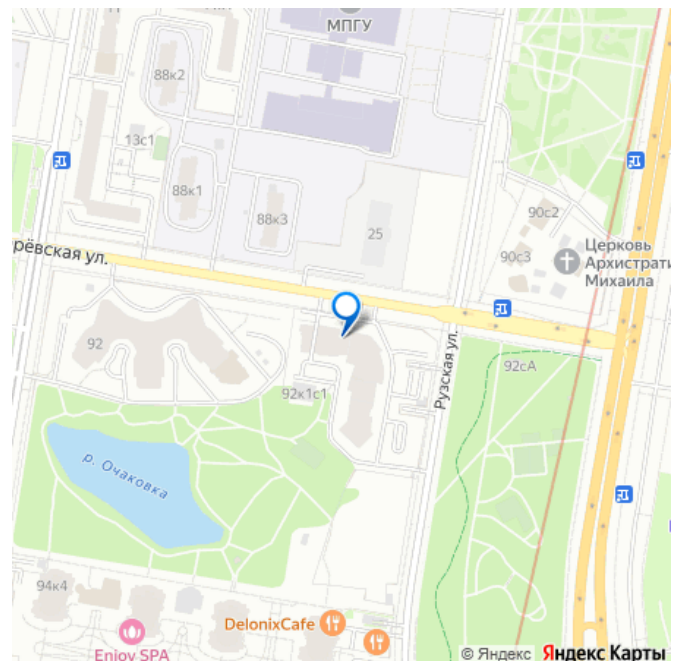 МПГУ
88к2
13с1
88к1
88к3
25
90с2
90с3
Церковь
Архистрати
Михаила
рёвская ул.
92
92к1с1
Рузская ул.
92сА
р. Очаковка
94к4
DelonixCafe
Enjoy SPA
© Яндекс Яндекс Карты